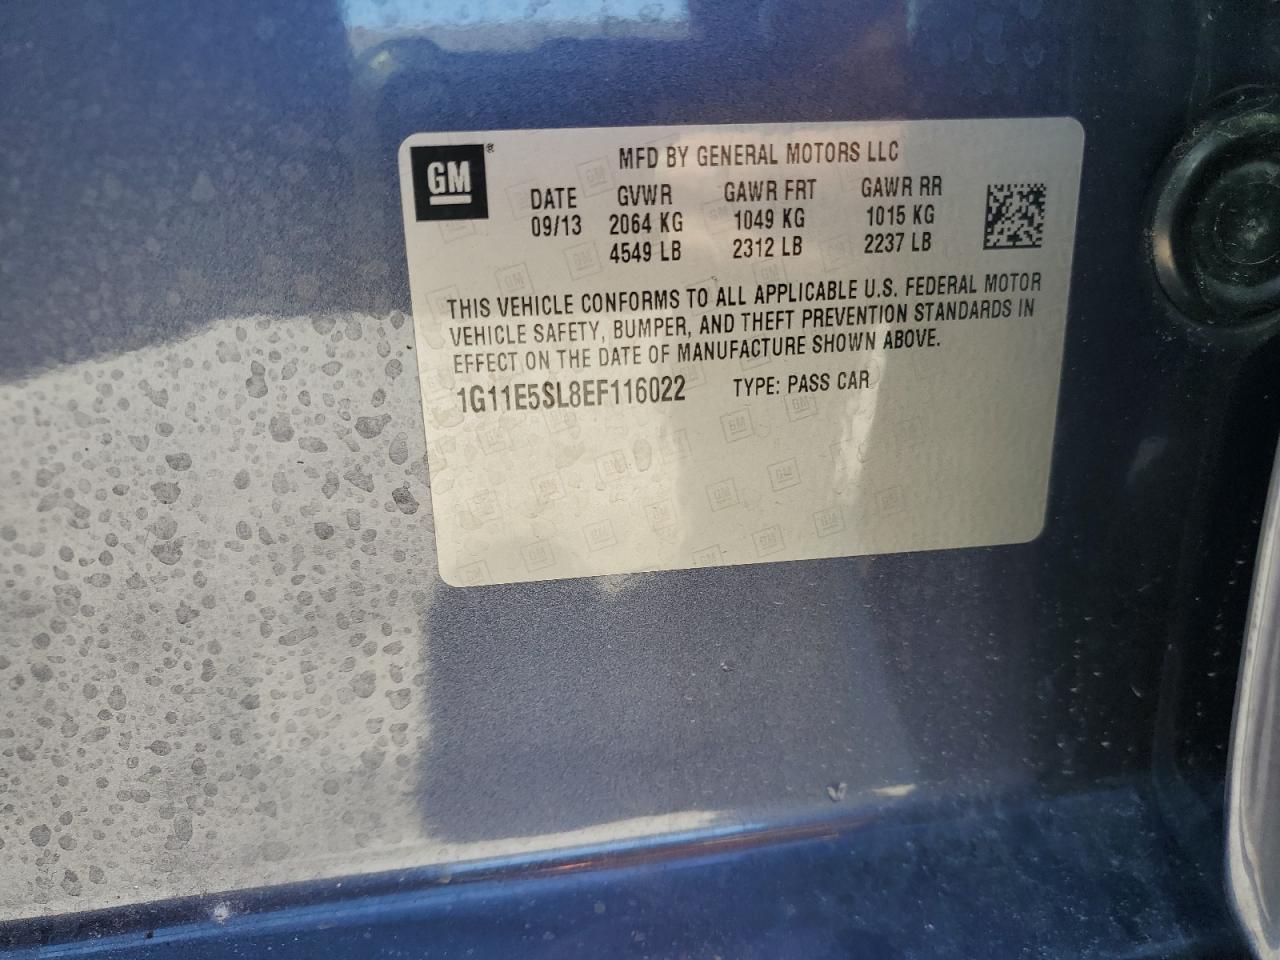 GM®
MFD BY GENERAL MOTORS LLC
DATE GVWR GAWR FRT GAWR RR
09/13 2064 KG 1049 KG 1015 KG
4549 LB 2312 LB 2237 LB
THIS VEHICLE CONFORMS TO ALL APPLICABLE U.S. FEDERAL MOTOR
VEHICLE SAFETY, BUMPER, AND THEFT PREVENTION STANDARDS IN
EFFECT ON THE DATE OF MANUFACTURE SHOWN ABOVE.
1G11E5SL8EF116022 TYPE: PASS CAR